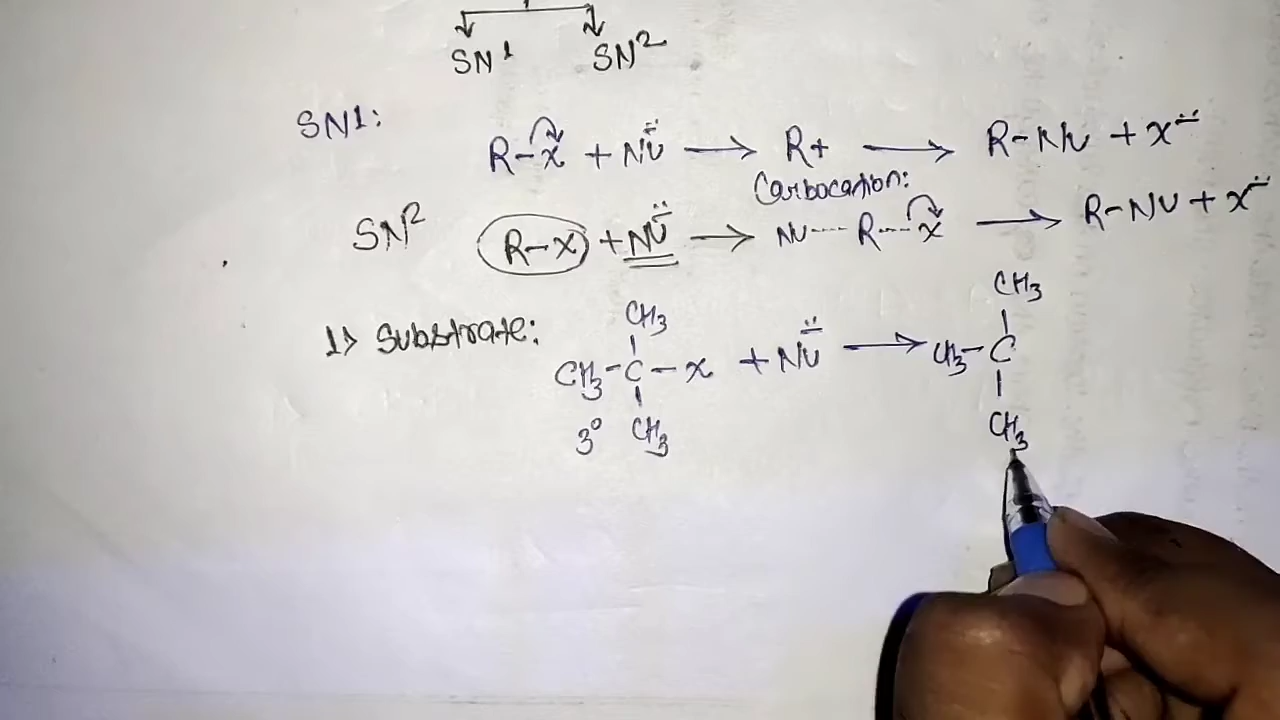 SN1 SN2
SN1:
R-x + Nu⁻ → R+ → R-Nu + x⁻
Carbocation:
SN2 R-x + Nu⁻ → Nu----R---x → R-Nu + x⁻
CH3 CH3
1> Substrate:
CH3-C-x + Nu⁻ → CH3-C
3° CH3 CH3